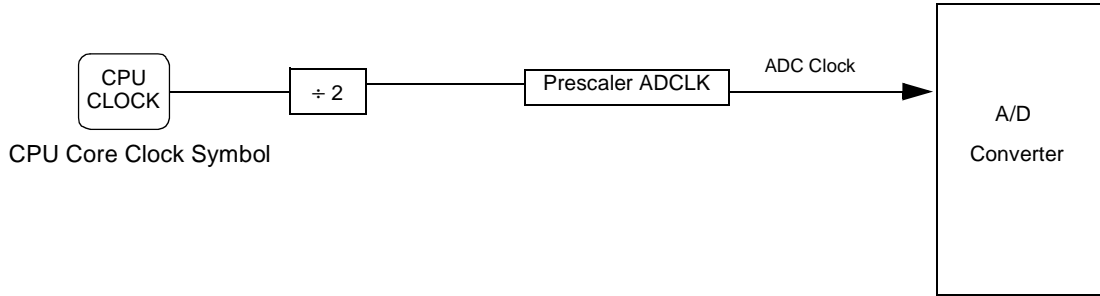 CPU
CLOCK
÷ 2
Prescaler ADCLK
ADC Clock
A/D
Converter
CPU Core Clock Symbol